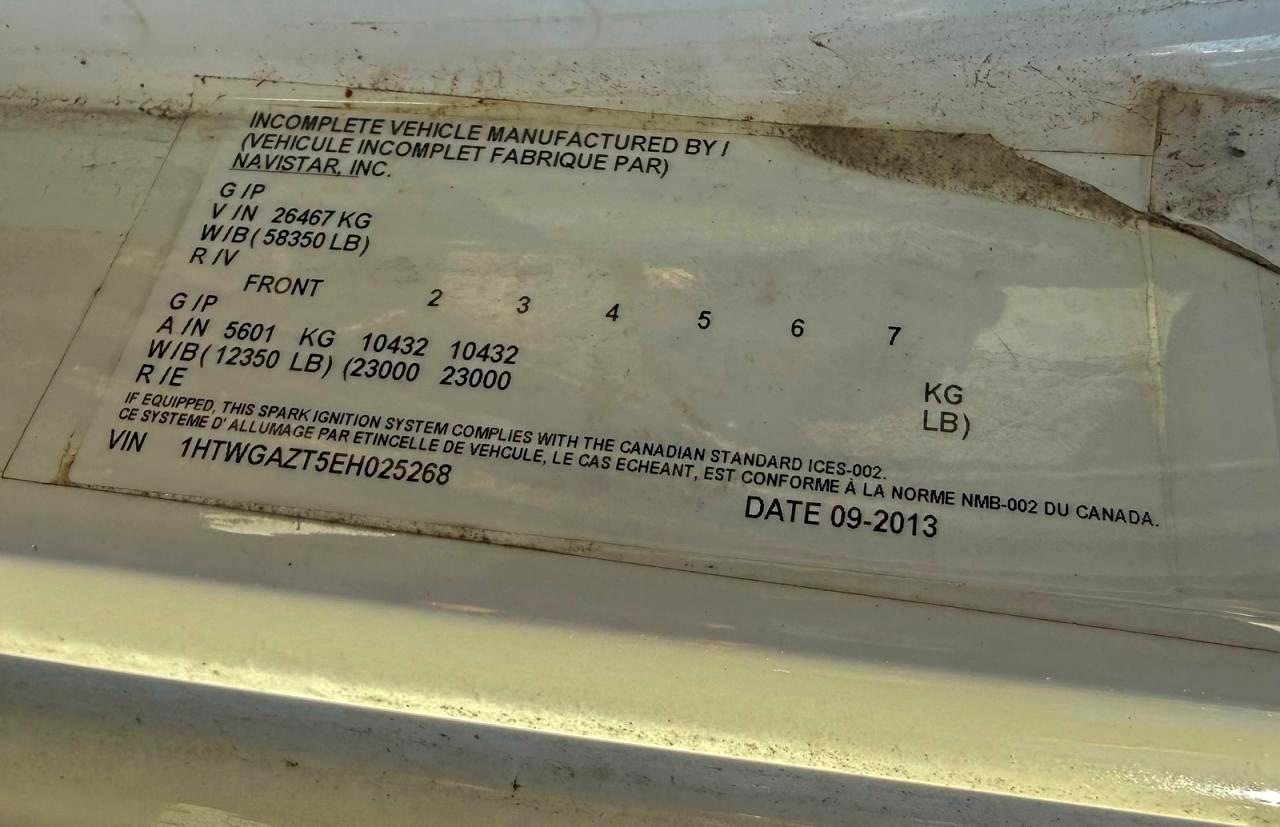 INCOMPLETE VEHICLE MANUFACTURED BY /
(VEHICULE INCOMPLET FABRIQUE PAR)
NAVISTAR, INC.
G /P
V /N 26467 KG
W/B (58350 LB)
R /V
FRONT 2 3 4 5 6 7
G /P
A /N 5601 KG 10432 10432 KG
W/B (12350 LB) (23000 23000 LB)
R /E
IF EQUIPPED, THIS SPARK IGNITION SYSTEM COMPLIES WITH THE CANADIAN STANDARD ICES-002.
CE SYSTEME D' ALLUMAGE PAR ETINCELLE DE VEHCULE, LE CAS ECHEANT, EST CONFORME À LA NORME NMB-002 DU CANADA.
VIN 1HTWGAZT5EH025268 DATE 09-2013